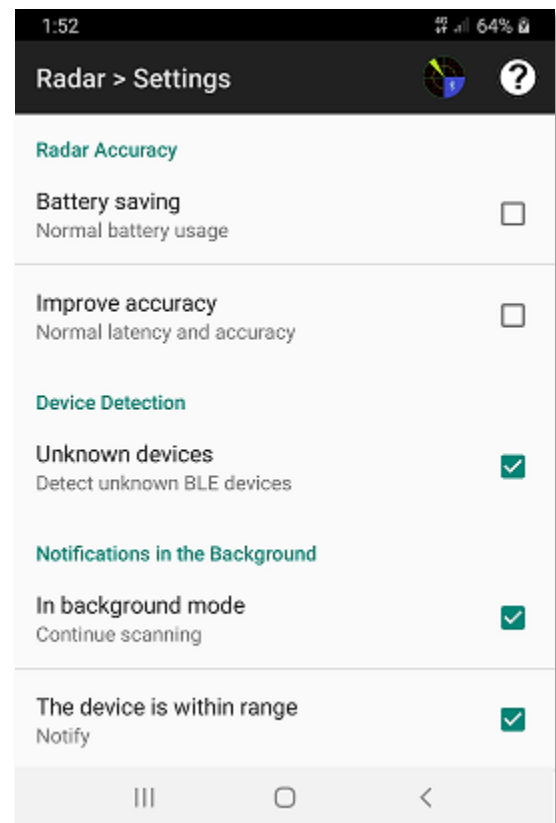 1:52 64%
Radar > Settings ?
Radar Accuracy
Battery saving
Normal battery usage
Improve accuracy
Normal latency and accuracy
Device Detection
Unknown devices
Detect unknown BLE devices
Notifications in the Background
In background mode
Continue scanning
The device is within range
Notify